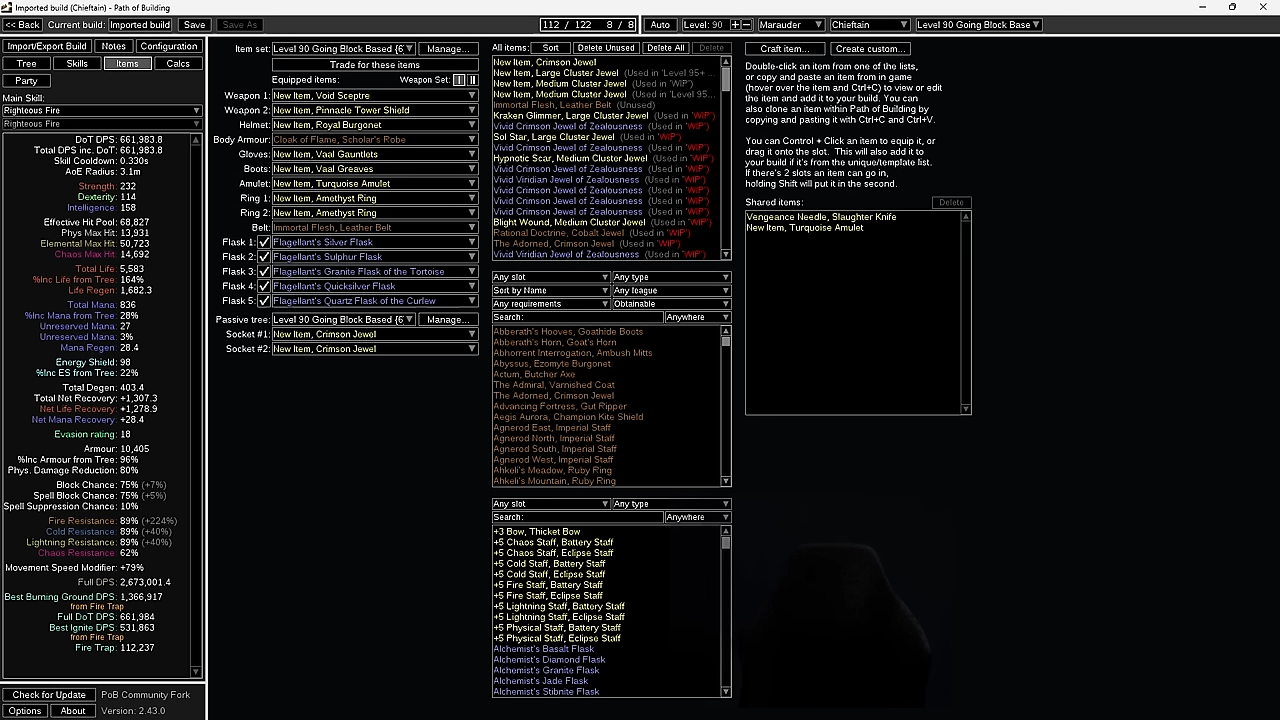 Imported build (Chieftain) - Path of Building
<< Back Current build: Imported build Save Save As 112 / 122 8 / 8 Auto Level: 90 + - Marauder Chieftain Level 90 Going Block Base
Import/Export Build Notes Configuration
Tree Skills Items Calcs
Party
Main Skill:
Righteous Fire
Righteous Fire
DoT DPS: 661,983.8
Total DPS inc. DoT: 661,983.8
Skill Cooldown: 0.330s
AoE Radius: 3.1m
Strength: 232
Dexterity: 114
Intelligence: 158
Effective Hit Pool: 68,827
Phys Max Hit: 13,931
Elemental Max Hit: 50,723
Chaos Max Hit: 14,692
Total Life: 5,583
%Inc Life from Tree: 164%
Life Regen: 1,682.3
Total Mana: 836
%Inc Mana from Tree: 28%
Unreserved Mana: 27
Unreserved Mana: 3%
Mana Regen: 28.4
Energy Shield: 98
%Inc ES from Tree: 22%
Total Degen: 403.4
Total Net Recovery: +1,307.3
Net Life Recovery: +1,278.9
Net Mana Recovery: +28.4
Evasion rating: 18
Armour: 10,405
%Inc Armour from Tree: 96%
Phys. Damage Reduction: 80%
Block Chance: 75% (+7%)
Spell Block Chance: 75% (+5%)
Spell Suppression Chance: 10%
Fire Resistance: 89% (+224%)
Cold Resistance: 89% (+40%)
Lightning Resistance: 89% (+40%)
Chaos Resistance: 62%
Movement Speed Modifier: +79%
Full DPS: 2,673,001.4
Best Burning Ground DPS: 1,366,917
from Fire Trap
Full DoT DPS: 661,984
Best Ignite DPS: 531,863
from Fire Trap
Fire Trap: 112,237
Check for Update PoB Community Fork
Options About Version: 2.43.0
Item set: Level 90 Going Block Based {6 Manage...
Trade for these items
Equipped items: Weapon Set: I II
Weapon 1: New Item, Void Sceptre
Weapon 2: New Item, Pinnacle Tower Shield
Helmet: New Item, Royal Burgonet
Body Armour: Cloak of Flame, Scholar's Robe
Gloves: New Item, Vaal Gauntlets
Boots: New Item, Vaal Greaves
Amulet: New Item, Turquoise Amulet
Ring 1: New Item, Amethyst Ring
Ring 2: New Item, Amethyst Ring
Belt: Immortal Flesh, Leather Belt
Flask 1: Flagellant's Silver Flask
Flask 2: Flagellant's Sulphur Flask
Flask 3: Flagellant's Granite Flask of the Tortoise
Flask 4: Flagellant's Quicksilver Flask
Flask 5: Flagellant's Quartz Flask of the Curlew
Passive tree: Level 90 Going Block Based {6 Manage...
Socket #1: New Item, Crimson Jewel
Socket #2: New Item, Crimson Jewel
All items: Sort Delete Unused Delete All Delete
New Item, Crimson Jewel
New Item, Large Cluster Jewel (Used in 'Level 95+ ...
New Item, Medium Cluster Jewel (Used in 'WiP')
New Item, Medium Cluster Jewel (Used in 'Level 95...
Immortal Flesh, Leather Belt (Unused)
Kraken Glimmer, Large Cluster Jewel (Used in 'WiP')
Vivid Crimson Jewel of Zealousness (Used in 'WiP')
Sol Star, Large Cluster Jewel (Used in 'WiP')
Vivid Crimson Jewel of Zealousness (Used in 'WiP')
Hypnotic Scar, Medium Cluster Jewel (Used in 'WiP')
Vivid Crimson Jewel of Zealousness (Used in 'WiP')
Vivid Viridian Jewel of Zealousness (Used in 'WiP')
Vivid Crimson Jewel of Zealousness (Used in 'WiP')
Vivid Crimson Jewel of Zealousness (Used in 'WiP')
Vivid Crimson Jewel of Zealousness (Used in 'WiP')
Blight Wound, Medium Cluster Jewel (Used in 'WiP')
Rational Doctrine, Cobalt Jewel (Used in 'WiP')
The Adorned, Crimson Jewel (Used in 'WiP')
Vivid Viridian Jewel of Zealousness (Used in 'WiP')
Any slot Any type
Sort by Name Any league
Any requirements Obtainable
Search: Anywhere
Abberath's Hooves, Goathide Boots
Abberath's Horn, Goat's Horn
Abhorrent Interrogation, Ambush Mitts
Abyssus, Ezomyte Burgonet
Actum, Butcher Axe
The Admiral, Varnished Coat
The Adorned, Crimson Jewel
Advancing Fortress, Gut Ripper
Aegis Aurora, Champion Kite Shield
Agnerod East, Imperial Staff
Agnerod North, Imperial Staff
Agnerod South, Imperial Staff
Agnerod West, Imperial Staff
Ahkeli's Meadow, Ruby Ring
Ahkeli's Mountain, Ruby Ring
Any slot Any type
Search: Anywhere
+3 Bow, Thicket Bow
+5 Chaos Staff, Battery Staff
+5 Chaos Staff, Eclipse Staff
+5 Cold Staff, Battery Staff
+5 Cold Staff, Eclipse Staff
+5 Fire Staff, Battery Staff
+5 Fire Staff, Eclipse Staff
+5 Lightning Staff, Battery Staff
+5 Lightning Staff, Eclipse Staff
+5 Physical Staff, Battery Staff
+5 Physical Staff, Eclipse Staff
Alchemist's Basalt Flask
Alchemist's Diamond Flask
Alchemist's Granite Flask
Alchemist's Jade Flask
Alchemist's Stibnite Flask
Craft item... Create custom...
Double-click an item from one of the lists,
or copy and paste an item from in game
(hover over the item and Ctrl+C) to view or edit
the item and add it to your build. You can
also clone an item within Path of Building by
copying and pasting it with Ctrl+C and Ctrl+V.
You can Control + Click an item to equip it, or
drag it onto the slot. This will also add it to
your build if it's from the unique/template list.
If there's 2 slots an item can go in,
holding Shift will put it in the second.
Shared items: Delete
Vengeance Needle, Slaughter Knife
New Item, Turquoise Amulet